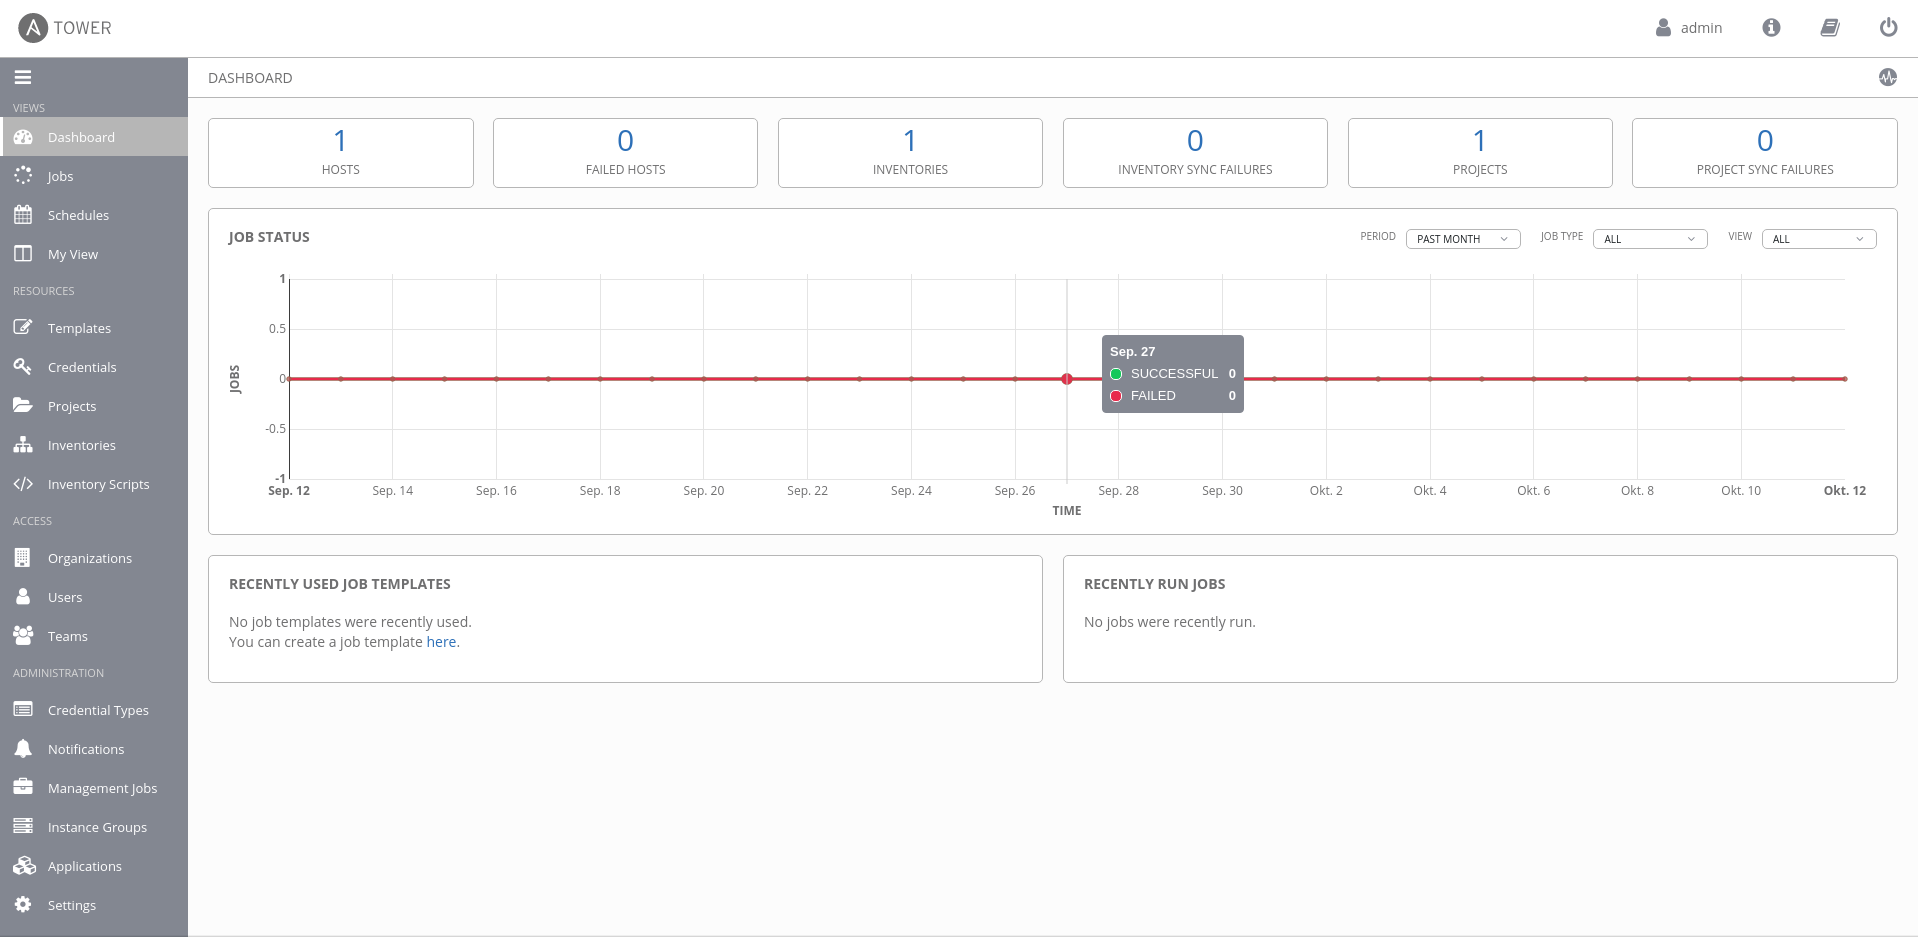 TOWER
admin
VIEWS
Dashboard
Jobs
Schedules
My View
RESOURCES
Templates
Credentials
Projects
Inventories
Inventory Scripts
ACCESS
Organizations
Users
Teams
ADMINISTRATION
Credential Types
Notifications
Management Jobs
Instance Groups
Applications
Settings
DASHBOARD
1
HOSTS
0
FAILED HOSTS
1
INVENTORIES
0
INVENTORY SYNC FAILURES
1
PROJECTS
0
PROJECT SYNC FAILURES
JOB STATUS
PERIOD PAST MONTH JOB TYPE ALL VIEW ALL
1
0.5
0
-0.5
-1
JOBS
Sep. 27
SUCCESSFUL 0
FAILED 0
Sep. 12 Sep. 14 Sep. 16 Sep. 18 Sep. 20 Sep. 22 Sep. 24 Sep. 26 Sep. 28 Sep. 30 Okt. 2 Okt. 4 Okt. 6 Okt. 8 Okt. 10 Okt. 12
TIME
RECENTLY USED JOB TEMPLATES
No job templates were recently used.
You can create a job template here.
RECENTLY RUN JOBS
No jobs were recently run.